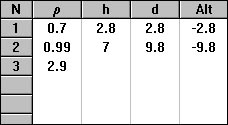 N ρ h d Alt
1 0.7 2.8 2.8 -2.8
2 0.99 7 9.8 -9.8
3 2.9